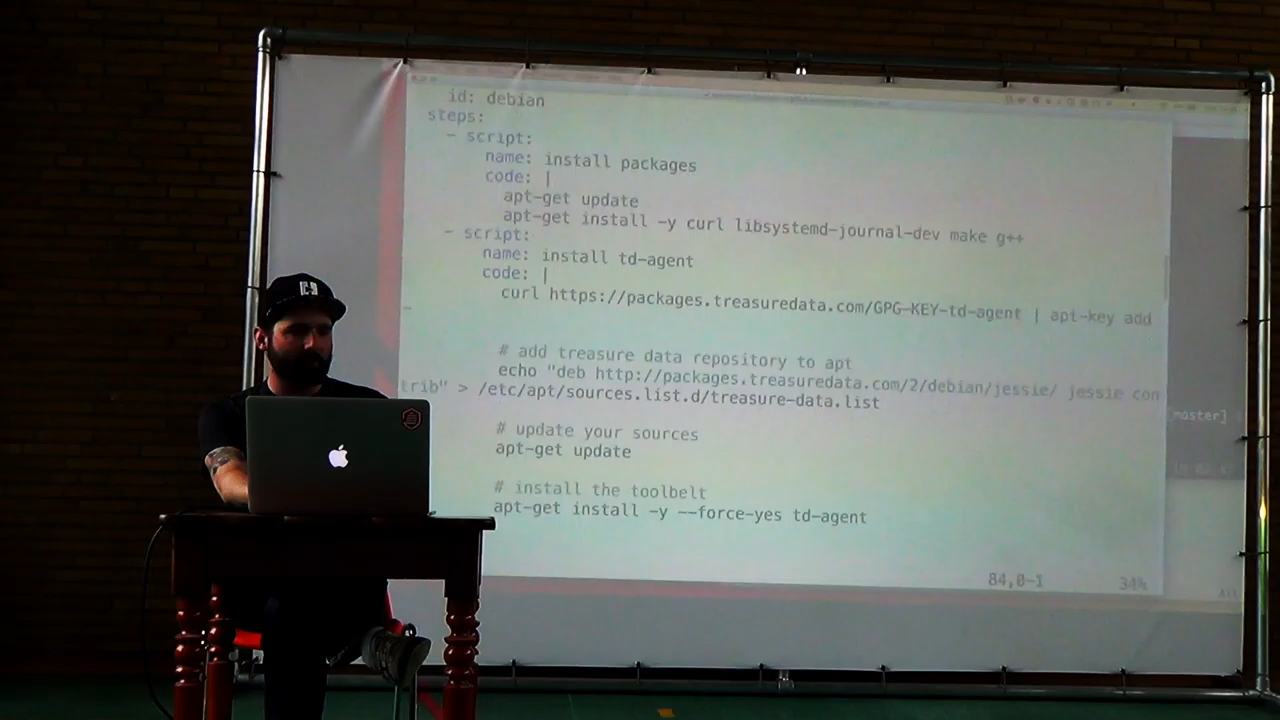 id: debian
steps:
- script:
name: install packages
code: |
apt-get update
apt-get install -y curl libsystemd-journal-dev make g++
- script:
name: install td-agent
code: |
curl https://packages.treasuredata.com/GPG-KEY-td-agent | apt-key add
-
# add treasure data repository to apt
echo "deb http://packages.treasuredata.com/2/debian/jessie/ jessie con
trib" > /etc/apt/sources.list.d/treasure-data.list
[master]
# update your sources
apt-get update
# install the toolbelt
apt-get install -y --force-yes td-agent
84,0-1 34%